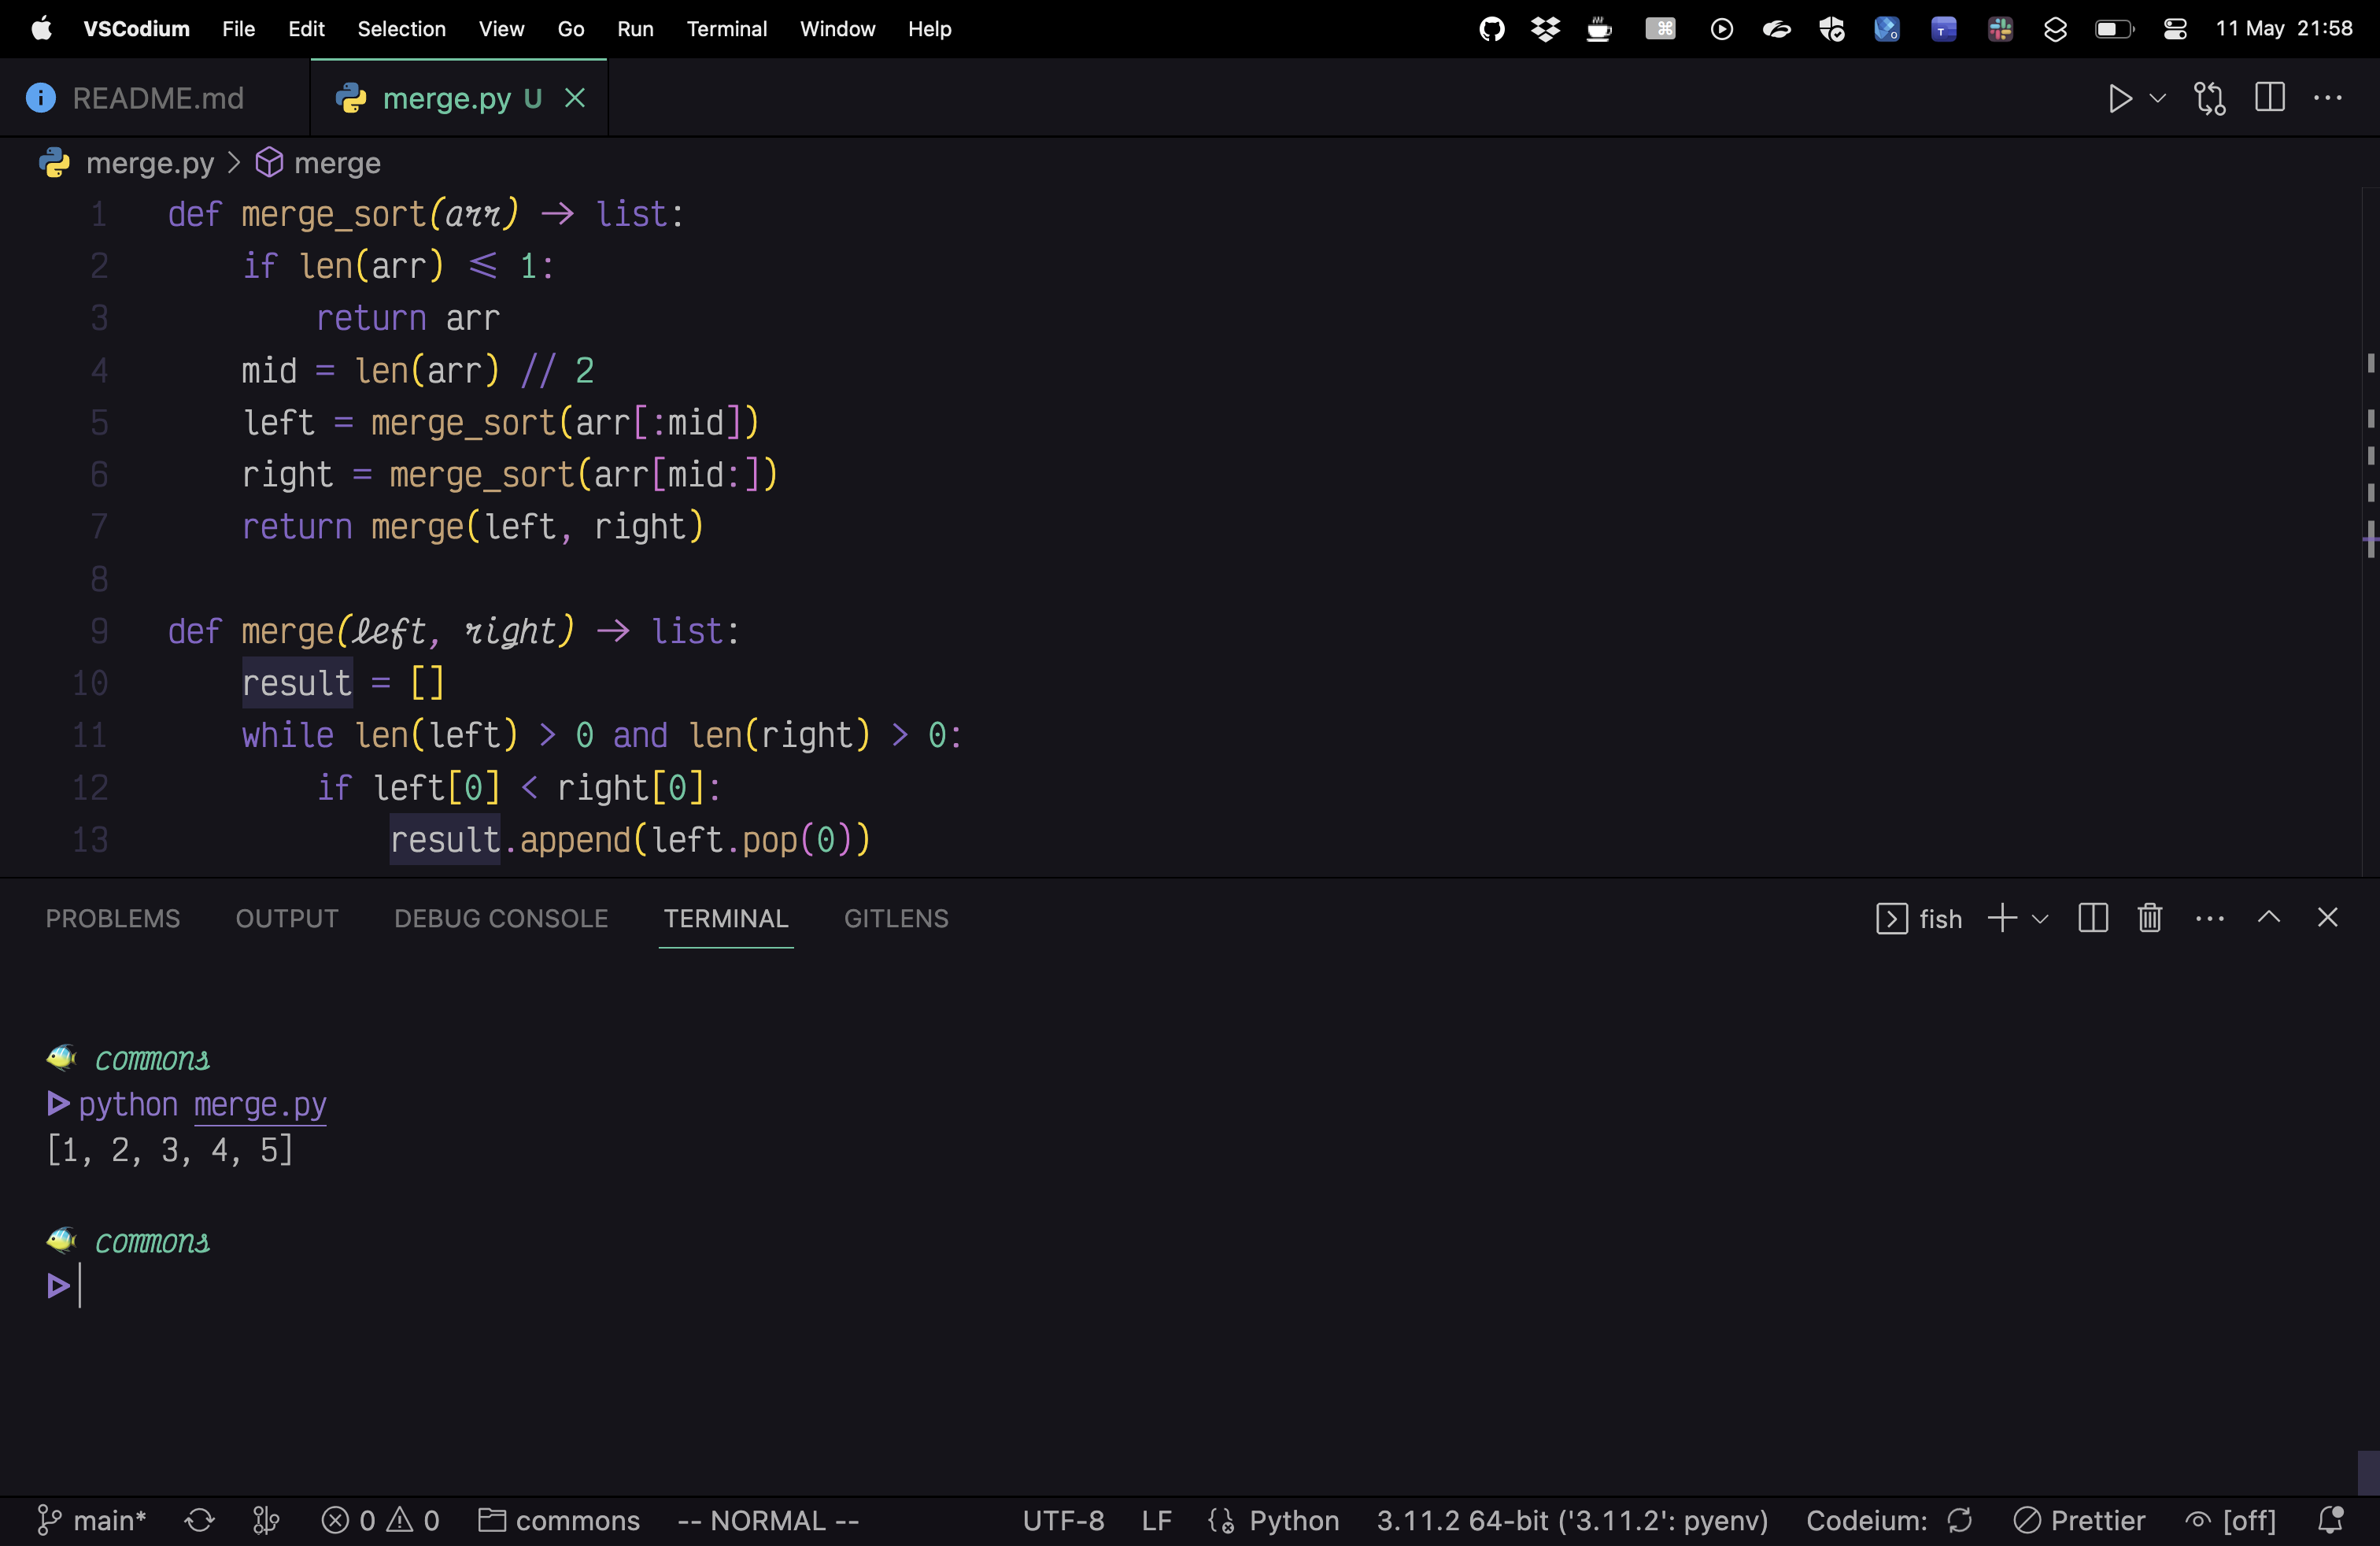 VSCodium File Edit Selection View Go Run Terminal Window Help 11 May 21:58
README.md merge.py U
merge.py > merge
1 def merge_sort(arr) → list:
2     if len(arr) ≤ 1:
3         return arr
4     mid = len(arr) // 2
5     left = merge_sort(arr[:mid])
6     right = merge_sort(arr[mid:])
7     return merge(left, right)
8
9 def merge(left, right) → list:
10     result = []
11     while len(left) > 0 and len(right) > 0:
12         if left[0] < right[0]:
13             result.append(left.pop(0))
PROBLEMS OUTPUT DEBUG CONSOLE TERMINAL GITLENS fish
commons
python merge.py
[1, 2, 3, 4, 5]
commons
main* 0 0 commons -- NORMAL -- UTF-8 LF Python 3.11.2 64-bit ('3.11.2': pyenv) Codeium: Prettier [off]